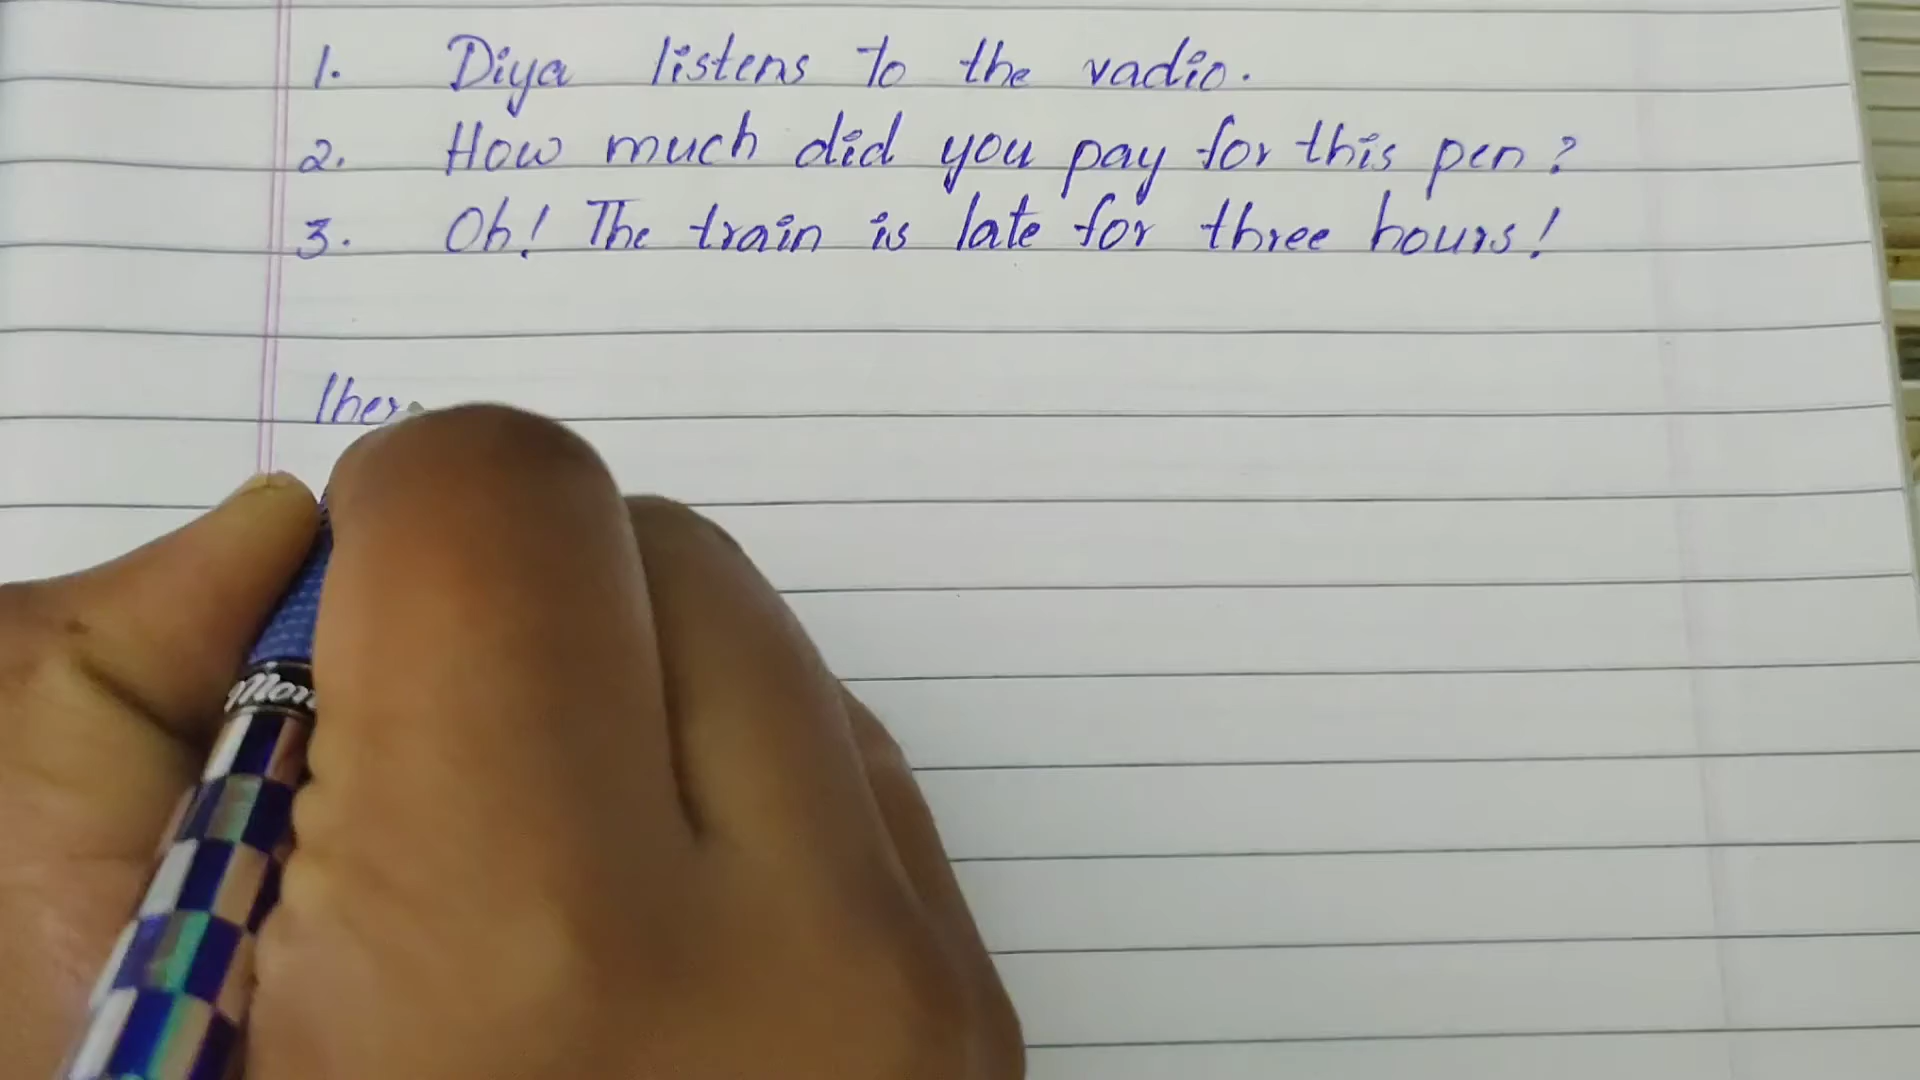 1. Diya listens to the radio.
2. How much did you pay for this pen?
3. Oh! The train is late for three hours!